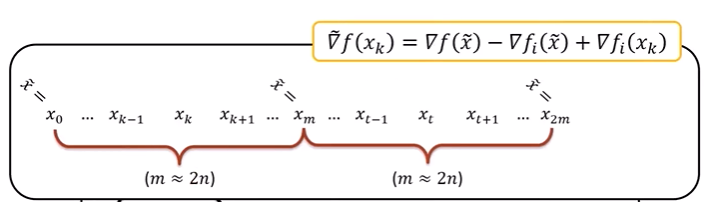 ∇̃f(x_k) = ∇f(x̃) − ∇f_i(x̃) + ∇f_i(x_k)
x̃ = x̃ = x̃ =
x_0 ... x_{k−1} x_k x_{k+1} ... x_m ... x_{t−1} x_t x_{t+1} ... x_{2m}
(m ≈ 2n) (m ≈ 2n)